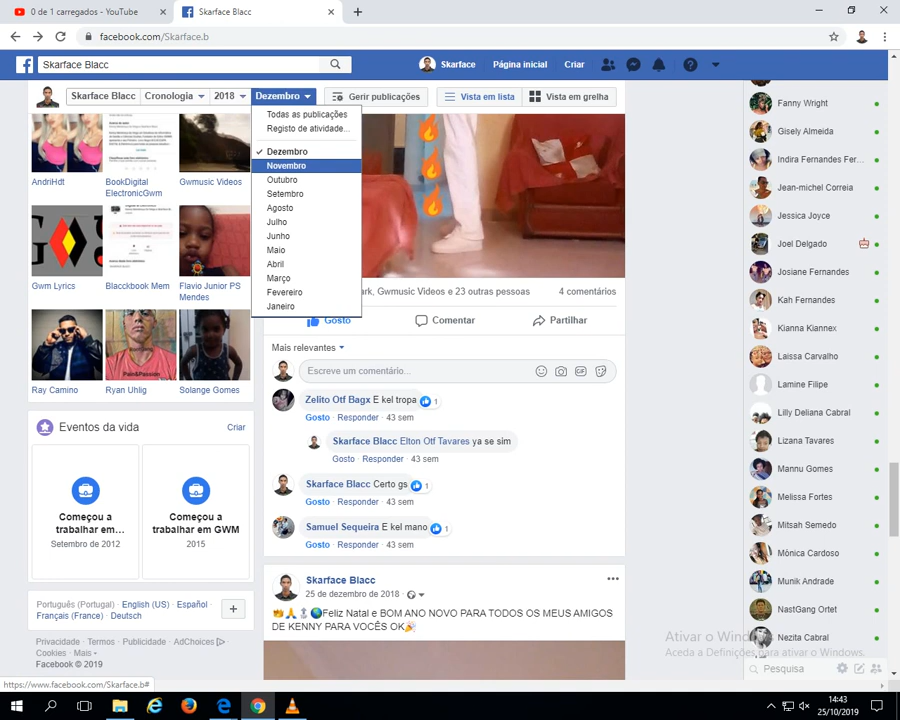 0 de 1 carregados - YouTube
Skarface Blacc
facebook.com/Skarface.b
Skarface Blacc
Skarface
Página inicial
Criar
Skarface Blacc
Cronologia
2018
Dezembro
Gerir publicações
Vista em lista
Vista em grelha
Todas as publicações
Registo de atividade...
Dezembro
Novembro
Outubro
Setembro
Agosto
Julho
Junho
Maio
Abril
Março
Fevereiro
Janeiro
AndriHdt
BookDigital
ElectronicGwm
Gwmusic Videos
Gwm Lyrics
Blacckbook Mem
Flavio Junior PS
Mendes
Ray Camino
Ryan Uhlig
Solange Gomes
Pain&Passion
Eventos da vida
Criar
Começou a
trabalhar em...
Setembro de 2012
Começou a
trabalhar em GWM
2015
Português (Portugal) · English (US) · Español ·
Français (France) · Deutsch
Privacidade · Termos · Publicidade · AdChoices
Cookies · Mais
Facebook © 2019
ark, Gwmusic Videos e 23 outras pessoas
4 comentários
Gosto
Comentar
Partilhar
Mais relevantes
Escreve um comentário...
GIF
Zelito Otf Bagx E kel tropa 1
Gosto · Responder · 43 sem
Skarface Blacc Elton Otf Tavares ya se sim
Gosto · Responder · 43 sem
Skarface Blacc Certo gs 1
Gosto · Responder · 43 sem
Samuel Sequeira E kel mano 1
Gosto · Responder · 43 sem
Skarface Blacc
25 de dezembro de 2018 ·
Feliz Natal e BOM ANO NOVO PARA TODOS OS MEUS AMIGOS
DE KENNY PARA VOCÊS OK
Fanny Wright
Gisely Almeida
Indira Fernandes Fer...
Jean-michel Correia
Jessica Joyce
Joel Delgado
Josiane Fernandes
Kah Fernandes
Kianna Kiannex
Laissa Carvalho
Lamine Filipe
Lilly Deliana Cabral
Lizana Tavares
Mannu Gomes
Melissa Fortes
Mitsah Semedo
Mónica Cardoso
Munik Andrade
NastGang Ortet
Nezita Cabral
Ativar o Wind
Aceda a Definições para ativar o Windows.
Pesquisa
https://www.facebook.com/Skarface.b#
14:43
25/10/2019